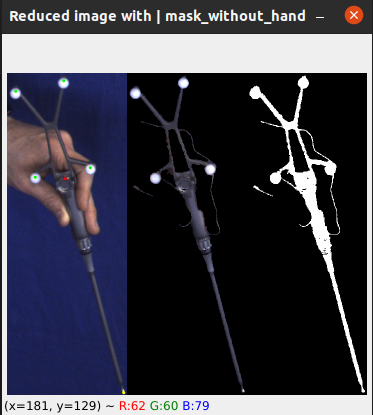 Reduced image with | mask_without_hand
(x=181, y=129) ~ R:62 G:60 B:79